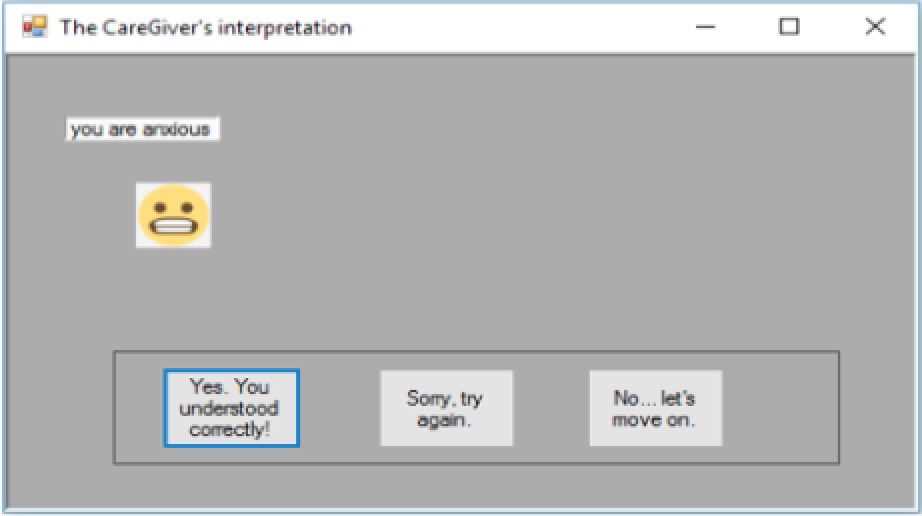 The CareGiver's interpretation
you are anxious
Yes. You
understood
correctly!
Sorry, try
again.
No... let's
move on.